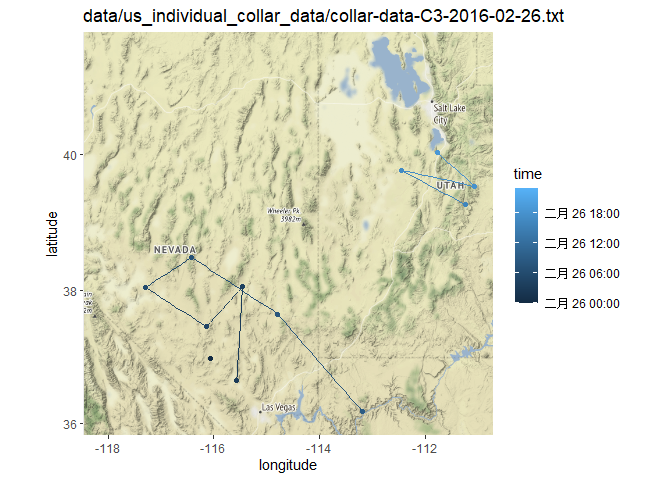 data/us_individual_collar_data/collar-data-C3-2016-02-26.txt
Salt Lake
City
40
UTAH
Wheeler Pk
3982m
NEVADA
38
Las Vegas
36
-118
-116
-114
-112
longitude
latitude
time
二月 26 18:00
二月 26 12:00
二月 26 06:00
二月 26 00:00